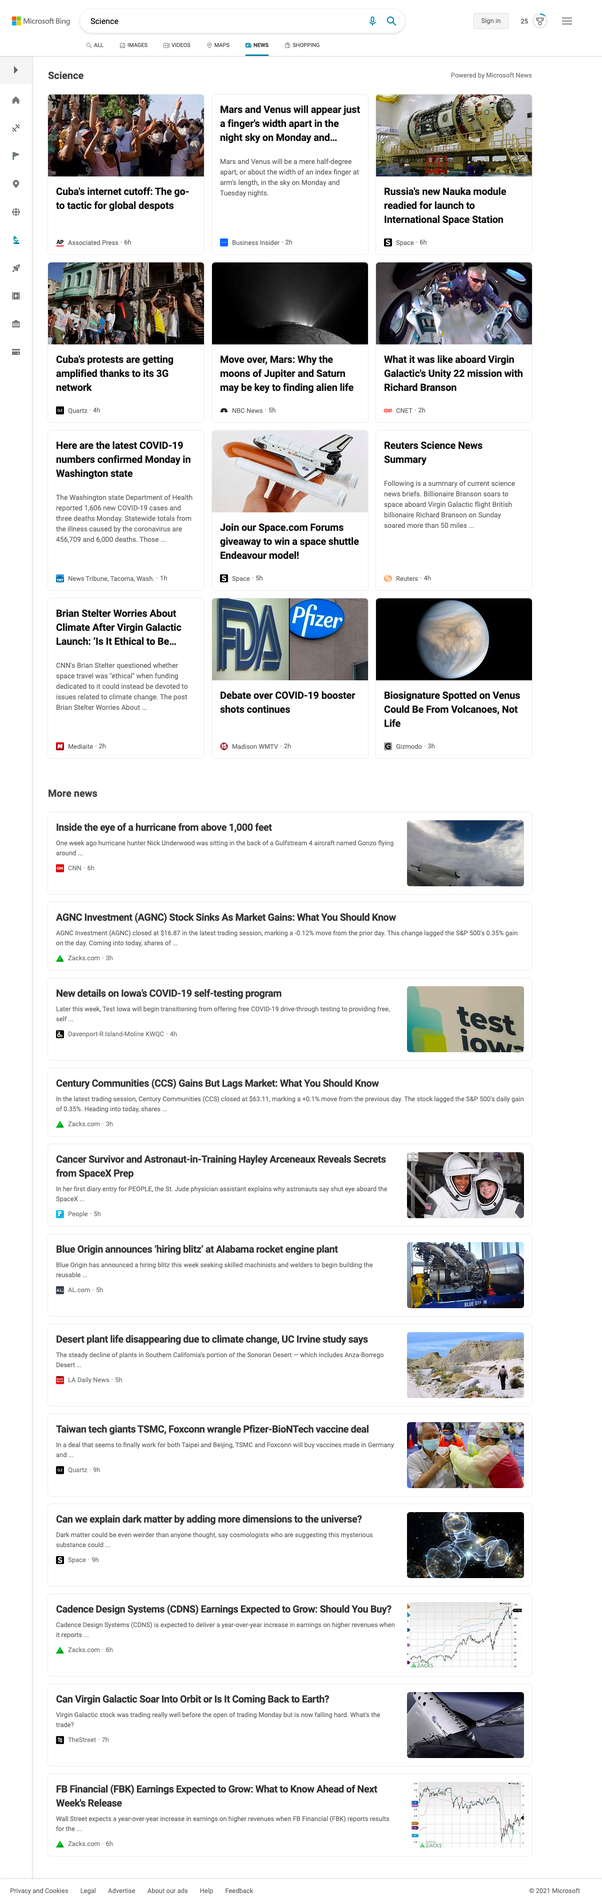 Microsoft Bing
Science
Sign in
25
ALL
IMAGES
VIDEOS
MAPS
NEWS
SHOPPING
Science
Powered by Microsoft News
Cuba's internet cutoff: The go-
to tactic for global despots
AP Associated Press · 6h
Mars and Venus will appear just
a finger's width apart in the
night sky on Monday and...
Mars and Venus will be a mere half-degree
apart, or about the width of an index finger at
arm's length, in the sky on Monday and
Tuesday nights.
Business Insider · 2h
Russia's new Nauka module
readied for launch to
International Space Station
S Space · 6h
Cuba's protests are getting
amplified thanks to its 3G
network
Quartz · 4h
Move over, Mars: Why the
moons of Jupiter and Saturn
may be key to finding alien life
NBC News · 5h
What it was like aboard Virgin
Galactic's Unity 22 mission with
Richard Branson
CNET · 2h
Here are the latest COVID-19
numbers confirmed Monday in
Washington state
The Washington state Department of Health
reported 1,606 new COVID-19 cases and
three deaths Monday. Statewide totals from
the illness caused by the coronavirus are
456,709 and 6,000 deaths. Those ...
News Tribune, Tacoma, Wash. · 1h
Join our Space.com Forums
giveaway to win a space shuttle
Endeavour model!
S Space · 5h
Reuters Science News
Summary
Following is a summary of current science
news briefs. Billionaire Branson soars to
space aboard Virgin Galactic flight British
billionaire Richard Branson on Sunday
soared more than 50 miles ...
Reuters · 4h
Brian Stelter Worries About
Climate After Virgin Galactic
Launch: 'Is It Ethical to Be...
CNN's Brian Stelter questioned whether
space travel was "ethical" when funding
dedicated to it could instead be devoted to
issues related to climate change. The post
Brian Stelter Worries About ...
Mediaite · 2h
FDA
Pfizer
Debate over COVID-19 booster
shots continues
Madison WMTV · 2h
Biosignature Spotted on Venus
Could Be From Volcanoes, Not
Life
G Gizmodo · 3h
More news
Inside the eye of a hurricane from above 1,000 feet
One week ago hurricane hunter Nick Underwood was sitting in the back of a Gulfstream 4 aircraft named Gonzo flying
around ...
CNN · 6h
AGNC Investment (AGNC) Stock Sinks As Market Gains: What You Should Know
AGNC Investment (AGNC) closed at $16.87 in the latest trading session, marking a -0.12% move from the prior day. This change lagged the S&P 500's 0.35% gain
on the day. Coming into today, shares of ...
Zacks.com · 3h
New details on Iowa's COVID-19 self-testing program
Later this week, Test Iowa will begin transitioning from offering free COVID-19 drive-through testing to providing free,
self ...
Davenport-R Island-Moline KWQC · 4h
test
iowa
Century Communities (CCS) Gains But Lags Market: What You Should Know
In the latest trading session, Century Communities (CCS) closed at $63.11, marking a +0.1% move from the previous day. The stock lagged the S&P 500's daily gain
of 0.35%. Heading into today, shares ...
Zacks.com · 3h
Cancer Survivor and Astronaut-in-Training Hayley Arceneaux Reveals Secrets
from SpaceX Prep
In her first diary entry for PEOPLE, the St. Jude physician assistant explains why astronauts say shut eye aboard the
SpaceX ...
P People · 5h
Blue Origin announces 'hiring blitz' at Alabama rocket engine plant
Blue Origin has announced a hiring blitz this week seeking skilled machinists and welders to begin building the
reusable ...
AL.com · 5h
Desert plant life disappearing due to climate change, UC Irvine study says
The steady decline of plants in Southern California's portion of the Sonoran Desert — which includes Anza-Borrego
Desert ...
LA Daily News · 5h
Taiwan tech giants TSMC, Foxconn wrangle Pfizer-BioNTech vaccine deal
In a deal that seems to finally work for both Taipei and Beijing, TSMC and Foxconn will buy vaccines made in Germany
and ...
Quartz · 9h
Can we explain dark matter by adding more dimensions to the universe?
Dark matter could be even weirder than anyone thought, say cosmologists who are suggesting this mysterious
substance could ...
S Space · 9h
Cadence Design Systems (CDNS) Earnings Expected to Grow: Should You Buy?
Cadence Design Systems (CDNS) is expected to deliver a year-over-year increase in earnings on higher revenues when
it reports ...
Zacks.com · 6h
ZACKS
Can Virgin Galactic Soar Into Orbit or Is It Coming Back to Earth?
Virgin Galactic stock was trading really well before the open of trading Monday but is now falling hard. What's the
trade?
TheStreet · 7h
FB Financial (FBK) Earnings Expected to Grow: What to Know Ahead of Next
Week's Release
Wall Street expects a year-over-year increase in earnings on higher revenues when FB Financial (FBK) reports results
for the ...
Zacks.com · 6h
ZACKS
Privacy and Cookies
Legal
Advertise
About our ads
Help
Feedback
© 2021 Microsoft